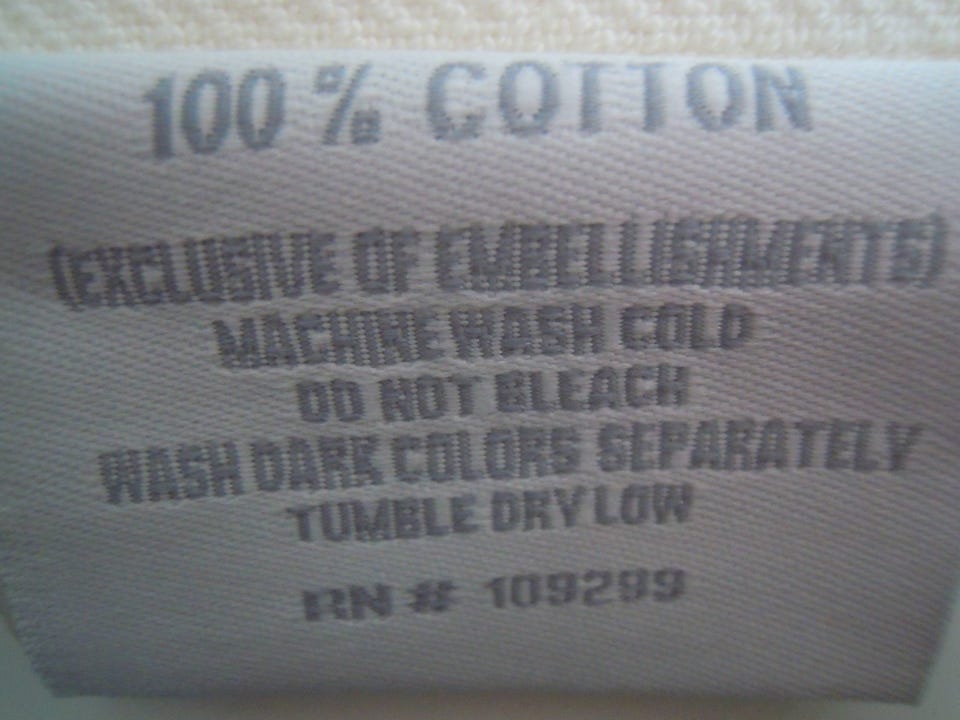 100 % COTTON
(EXCLUSIVE OF EMBELLISHMENTS)
MACHINE WASH COLD
DO NOT BLEACH
WASH DARK COLORS SEPARATELY
TUMBLE DRY LOW
RN # 109299